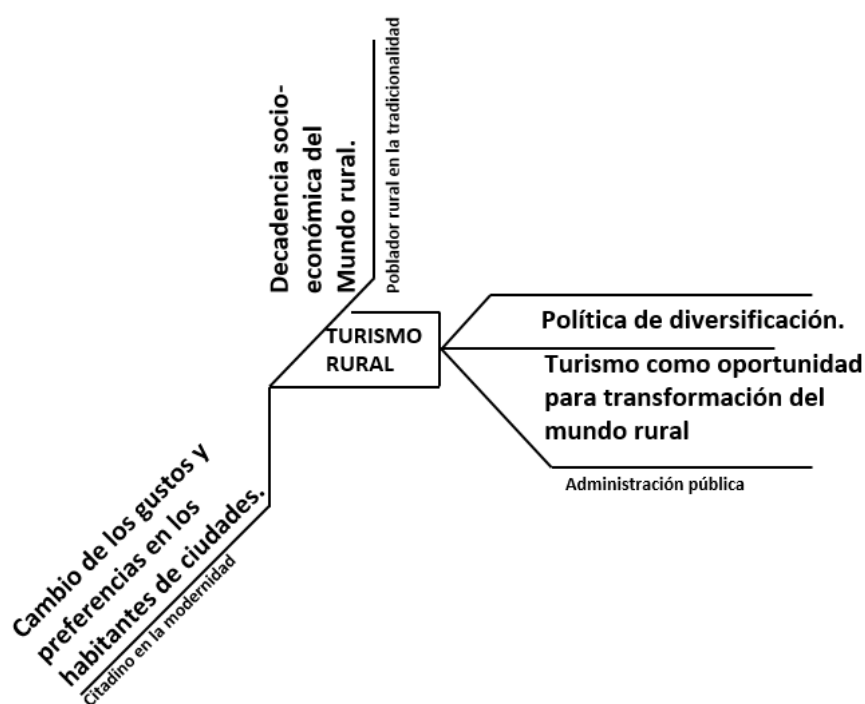 Decadencia socio-
económica del
Mundo rural.
Poblador rural en la tradicionalidad
TURISMO
RURAL
Política de diversificación.
Turismo como oportunidad
para transformación del
mundo rural
Administración pública
Cambio de los gustos y
preferencias en los
habitantes de ciudades.
Citadino en la modernidad